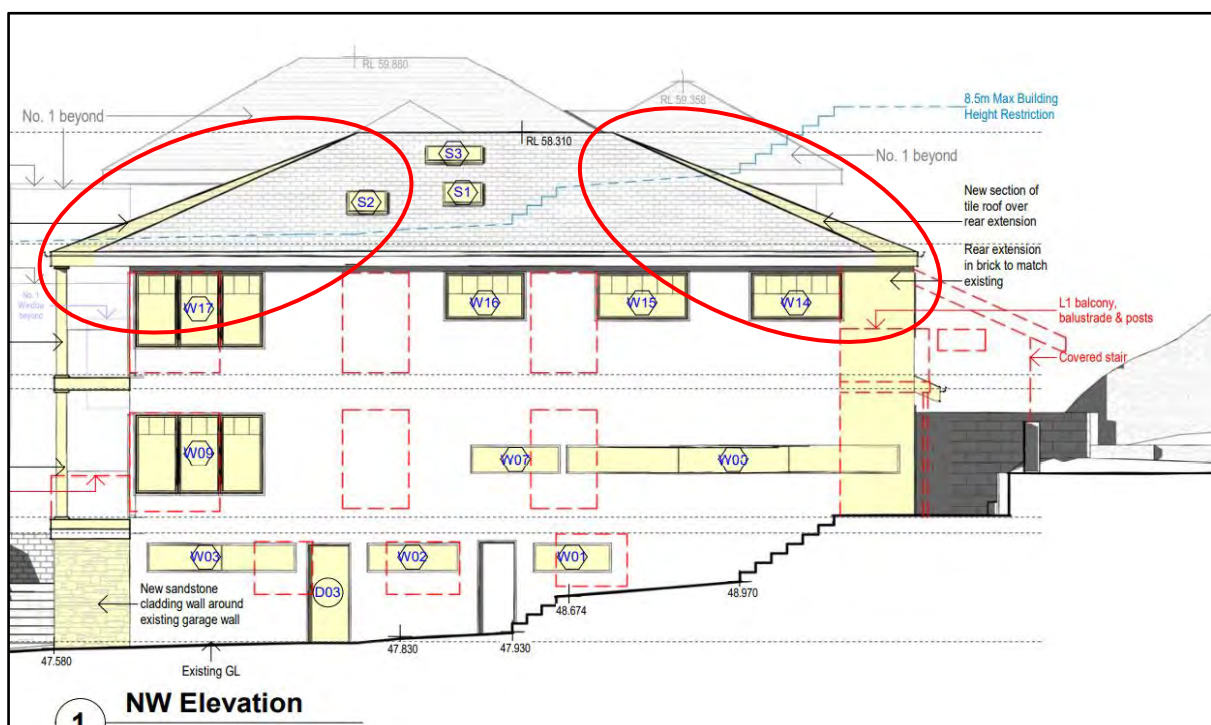 RL 59.860
RL 59.358
8.5m Max Building
Height Restriction
No. 1 beyond
RL 58.310
No. 1 beyond
S3
S1
S2
New section of
tile roof over
rear extension
Rear extension
in brick to match
existing
No. 1
Window
beyond
W17
W16
W15
W14
L1 balcony,
balustrade & posts
Covered stair
W09
W07
W03
W02
W01
D03
New sandstone
cladding wall around
existing garage wall
48.970
48.674
47.930
47.830
47.580
Existing GL
1
NW Elevation